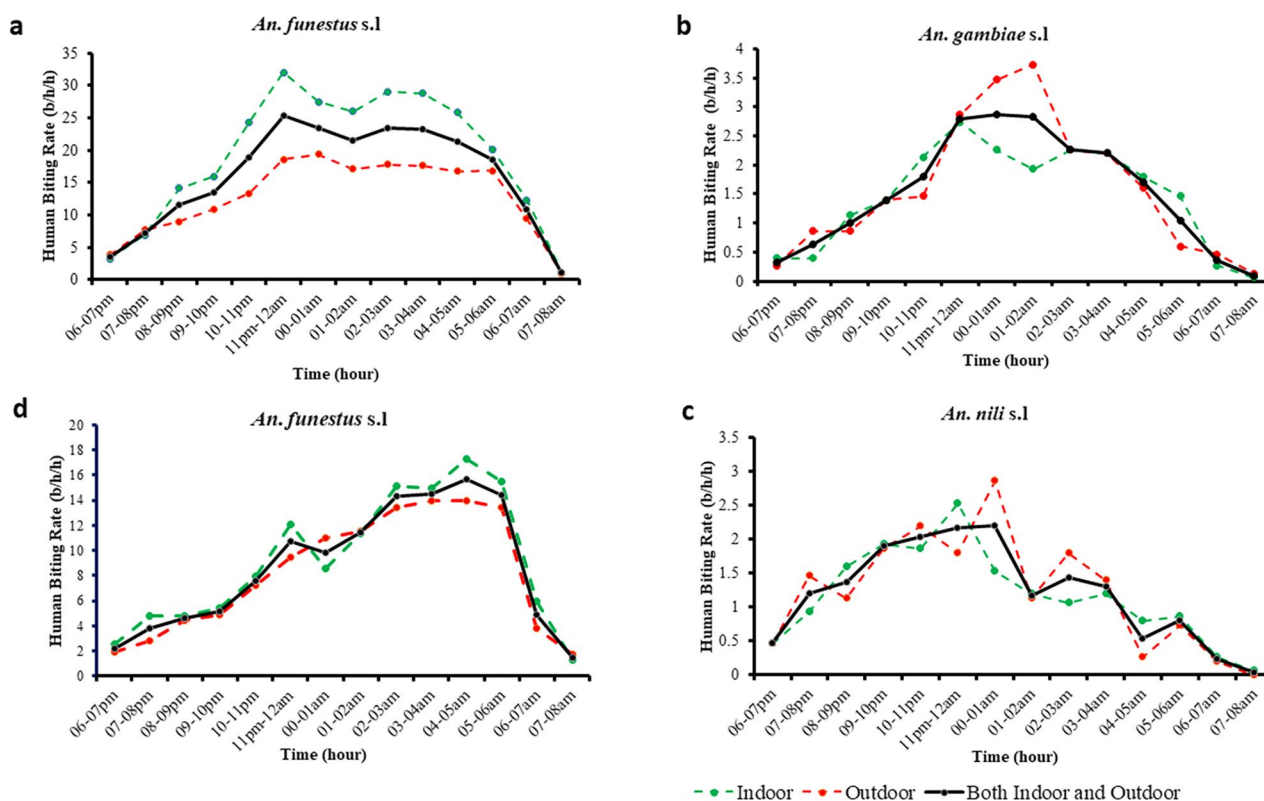 a
An. funestus s.l
Human Biting Rate (b/h/h)
35
30
25
20
15
10
5
0
06-07pm
07-08pm
08-09pm
09-10pm
10-11pm
11pm-12am
00-01am
01-02am
02-03am
03-04am
04-05am
05-06am
06-07am
07-08am
Time (hour)
b
An. gambiae s.l
Human Biting Rate (b/h/h)
4
3.5
3
2.5
2
1.5
1
0.5
0
06-07pm
07-08pm
08-09pm
09-10pm
10-11pm
11pm-12am
00-01am
01-02am
02-03am
03-04am
04-05am
05-06am
06-07am
07-08am
Time (hour)
d
An. funestus s.l
Human Biting Rate (b/h/h)
20
18
16
14
12
10
8
6
4
2
0
06-07pm
07-08pm
08-09pm
09-10pm
10-11pm
11pm-12am
00-01am
01-02am
02-03am
03-04am
04-05am
05-06am
06-07am
07-08am
Time (hour)
c
An. nili s.l
Human Biting Rate (b/h/h)
3.5
3
2.5
2
1.5
1
0.5
0
06-07pm
07-08pm
08-09pm
09-10pm
10-11pm
11pm-12am
00-01am
01-02am
02-03am
03-04am
04-05am
05-06am
06-07am
07-08am
Time (hour)
Indoor Outdoor Both Indoor and Outdoor